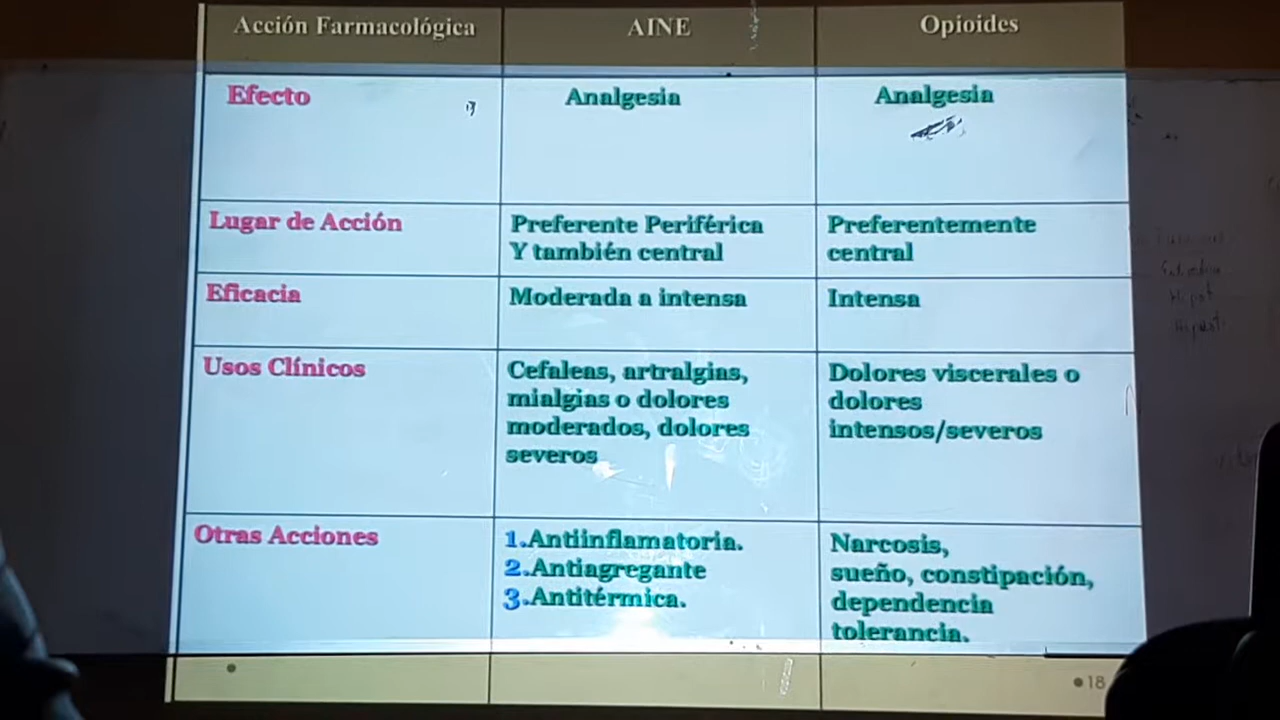 Acción Farmacológica
AINE
Opioides
Efecto
Analgesia
Analgesia
Lugar de Acción
Preferente Periférica
Y también central
Preferentemente
central
Eficacia
Moderada a intensa
Intensa
Usos Clínicos
Cefaleas, artralgias,
mialgias o dolores
moderados, dolores
severos
Dolores viscerales o
dolores
intensos/severos
Otras Acciones
1.Antiinflamatoria.
2.Antiagregante
3.Antitérmica.
Narcosis,
sueño, constipación,
dependencia
tolerancia.
18